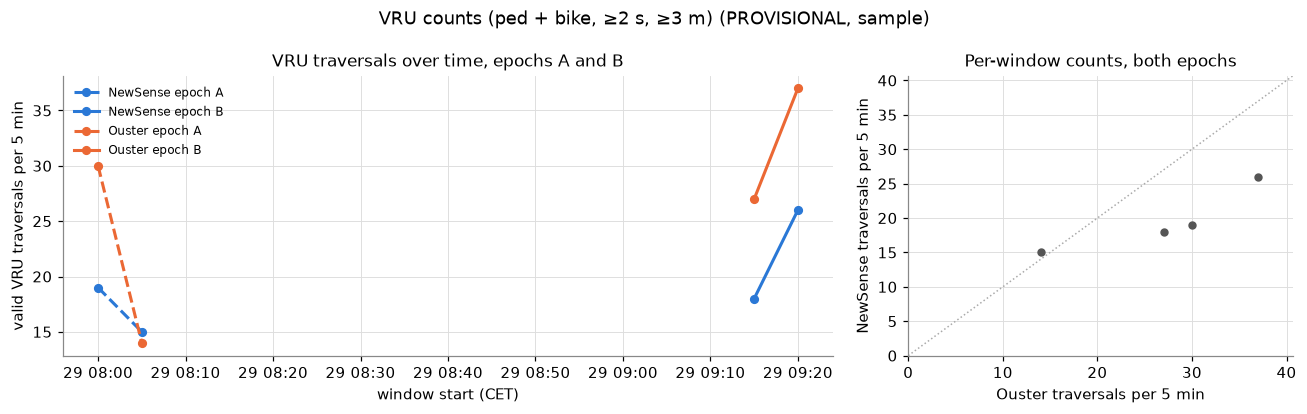 VRU counts (ped + bike, ≥2 s, ≥3 m) (PROVISIONAL, sample)
VRU traversals over time, epochs A and B
valid VRU traversals per 5 min
35
30
25
20
15
NewSense epoch A
NewSense epoch B
Ouster epoch A
Ouster epoch B
29 08:00 29 08:10 29 08:20 29 08:30 29 08:40 29 08:50 29 09:00 29 09:10 29 09:20
window start (CET)
Per-window counts, both epochs
NewSense traversals per 5 min
40
35
30
25
20
15
10
5
0
0 10 20 30 40
Ouster traversals per 5 min